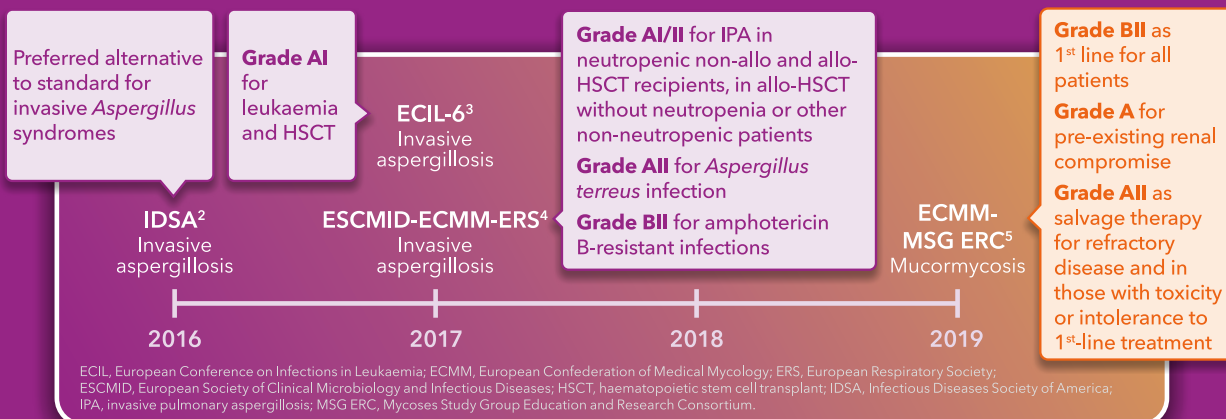 Preferred alternative
to standard for
invasive Aspergillus
syndromes
Grade AI
for
leukaemia
and HSCT
Grade AI/II for IPA in
neutropenic non-allo and allo-
HSCT recipients, in allo-HSCT
without neutropenia or other
non-neutropenic patients
Grade AII for Aspergillus
terreus infection
Grade BII for amphotericin
B-resistant infections
Grade BII as
1st line for all
patients
Grade A for
pre-existing renal
compromise
Grade AII as
salvage therapy
for refractory
disease and in
those with toxicity
or intolerance to
1st-line treatment
ECIL-6³
Invasive
aspergillosis
IDSA²
Invasive
aspergillosis
ESCMID-ECMM-ERS⁴
Invasive
aspergillosis
ECMM-
MSG ERC⁵
Mucormycosis
2016
2017
2018
2019
ECIL, European Conference on Infections in Leukaemia; ECMM, European Confederation of Medical Mycology; ERS, European Respiratory Society;
ESCMID, European Society of Clinical Microbiology and Infectious Diseases; HSCT, haematopoietic stem cell transplant; IDSA, Infectious Diseases Society of America;
IPA, invasive pulmonary aspergillosis; MSG ERC, Mycoses Study Group Education and Research Consortium.